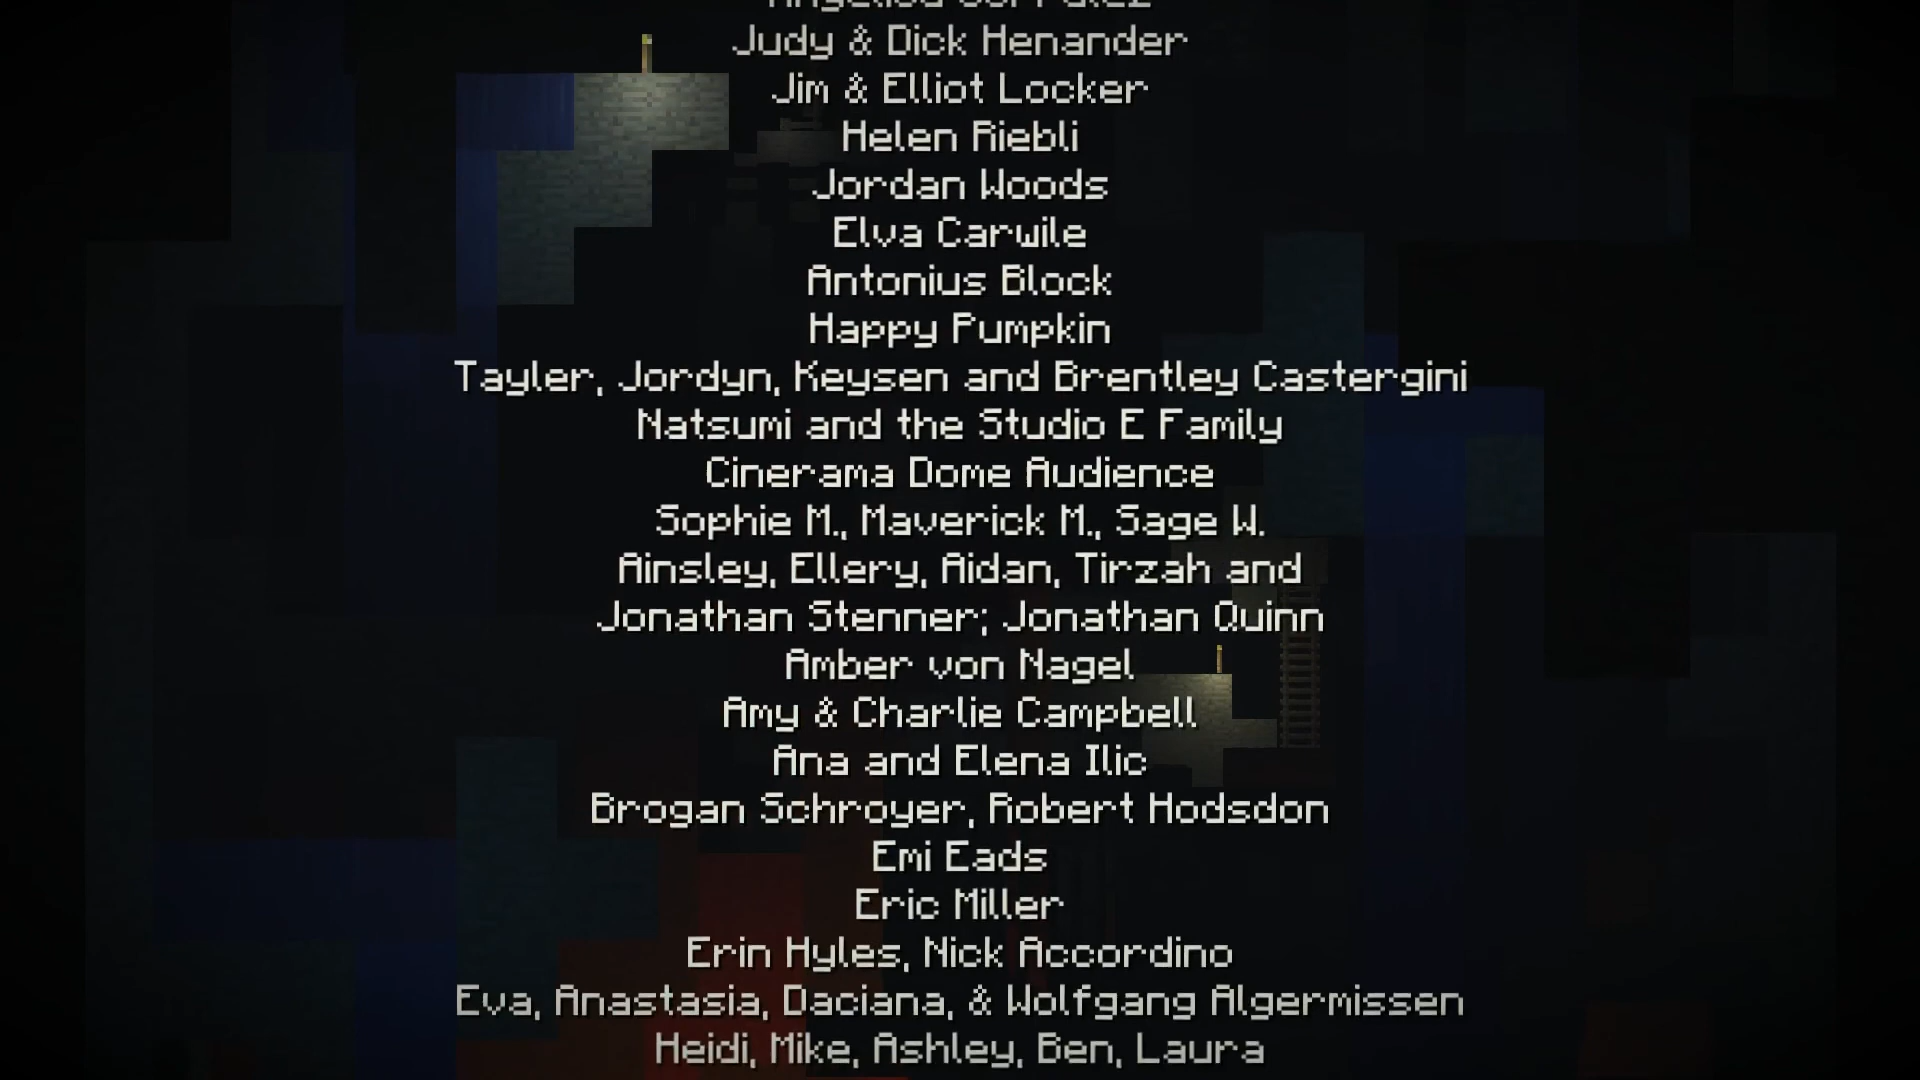 Judy & Dick Henander
Jim & Elliot Locker
Helen Riebli
Jordan Woods
Elva Carwile
Antonius Block
Happy Pumpkin
Tayler, Jordyn, Keysen and Brentley Castergini
Natsumi and the Studio E Family
Cinerama Dome Audience
Sophie M., Maverick M., Sage W.
Ainsley, Ellery, Aidan, Tirzah and
Jonathan Stenner; Jonathan Quinn
Amber von Nagel
Amy & Charlie Campbell
Ana and Elena Ilic
Brogan Schroyer, Robert Hodsdon
Emi Eads
Eric Miller
Erin Hyles, Nick Accordino
Eva, Anastasia, Daciana, & Wolfgang Algermissen
Heidi, Mike, Ashley, Ben, Laura